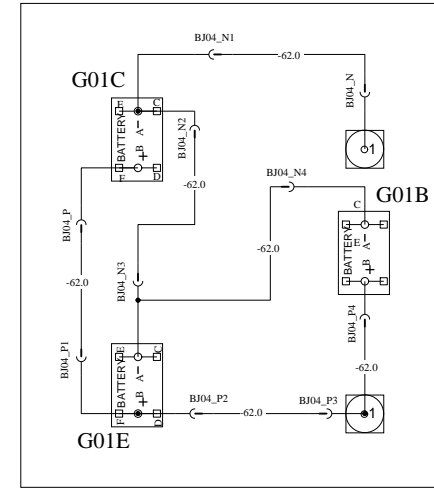 BJ04_N1
-62.0
G01C
BJ04_N
E
C
BATTERY
A
-
B
+
F
D
BJ04_N2
1
-62.0
BJ04_N4
G01B
BJ04_P
C
E
BATTERY
A
-
B
+
-62.0
-62.0
BJ04_N3
BJ04_P4
BJ04_P1
E
C
BATTERY
A
-
B
+
F
D
-62.0
BJ04_P2
-62.0
BJ04_P3
1
G01E